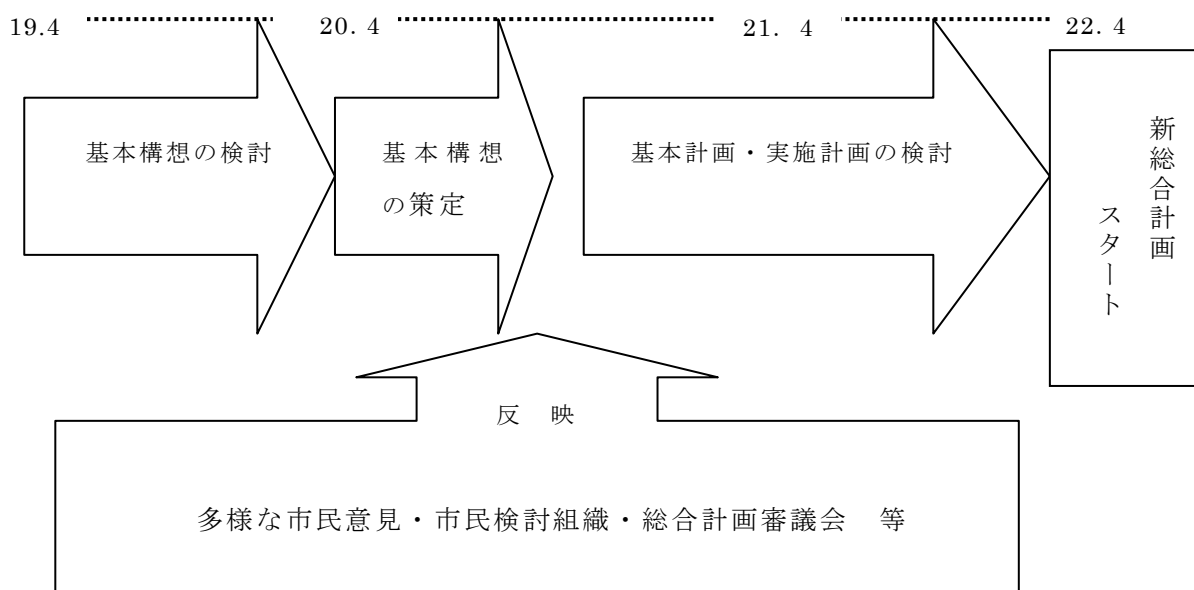 19.4
20. 4
21. 4
22. 4
基本構想の検討
基本構想
の策定
基本計画・実施計画の検討
新総合計画
スタート
反　映
多様な市民意見・市民検討組織・総合計画審議会　等